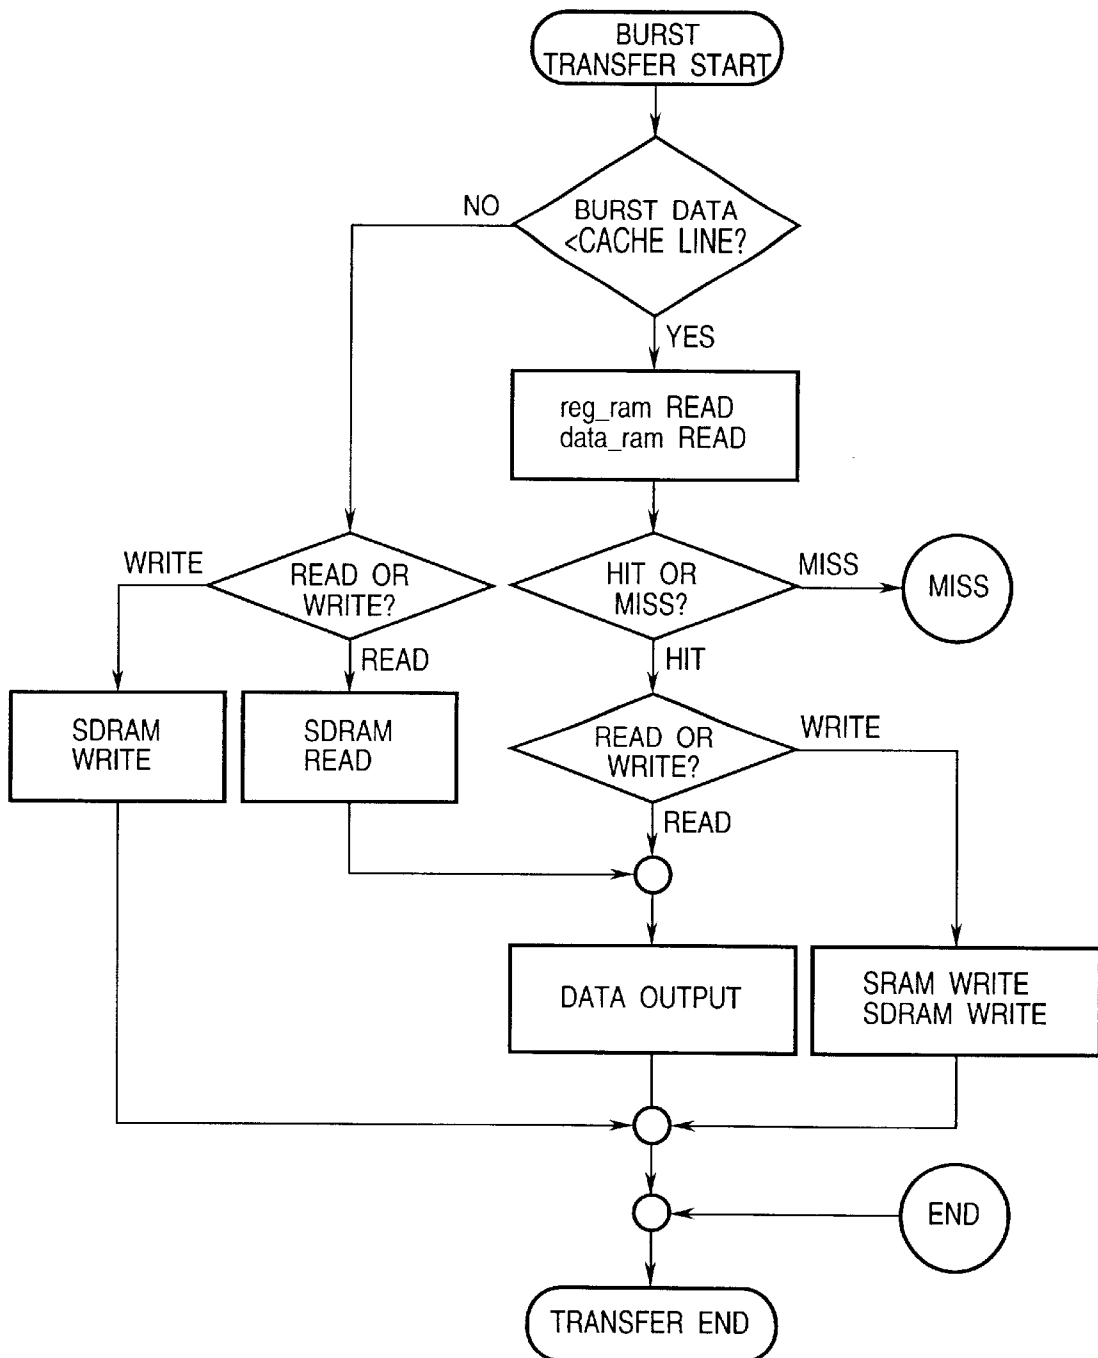 BURST
TRANSFER START
NO
BURST DATA
<CACHE LINE?
YES
reg_ram READ
data_ram READ
WRITE
READ OR
WRITE?
READ
HIT OR
MISS?
MISS
MISS
HIT
SDRAM
WRITE
SDRAM
READ
READ OR
WRITE?
WRITE
READ
DATA OUTPUT
SRAM WRITE
SDRAM WRITE
END
TRANSFER END